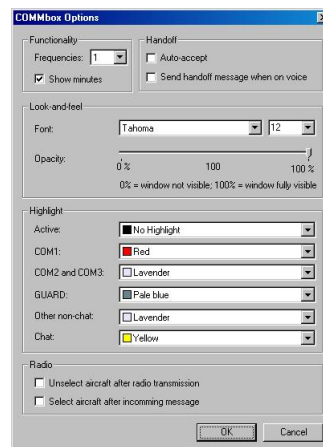 COMMbox Options
Functionality
Handoff
Frequencies: 1
Auto-accept
Show minutes
Send handoff message when on voice
Look-and-feel
Font: Tahoma 12
Opacity:
0 % 100 100 %
0% = window not visible; 100% = window fully visible
Highlight
Active: No Highlight
COM1: Red
COM2 and COM3: Lavender
GUARD: Pale blue
Other non-chat: Lavender
Chat: Yellow
Radio
Unselect aircraft after radio transmission
Select aircraft after incomming message
OK Cancel